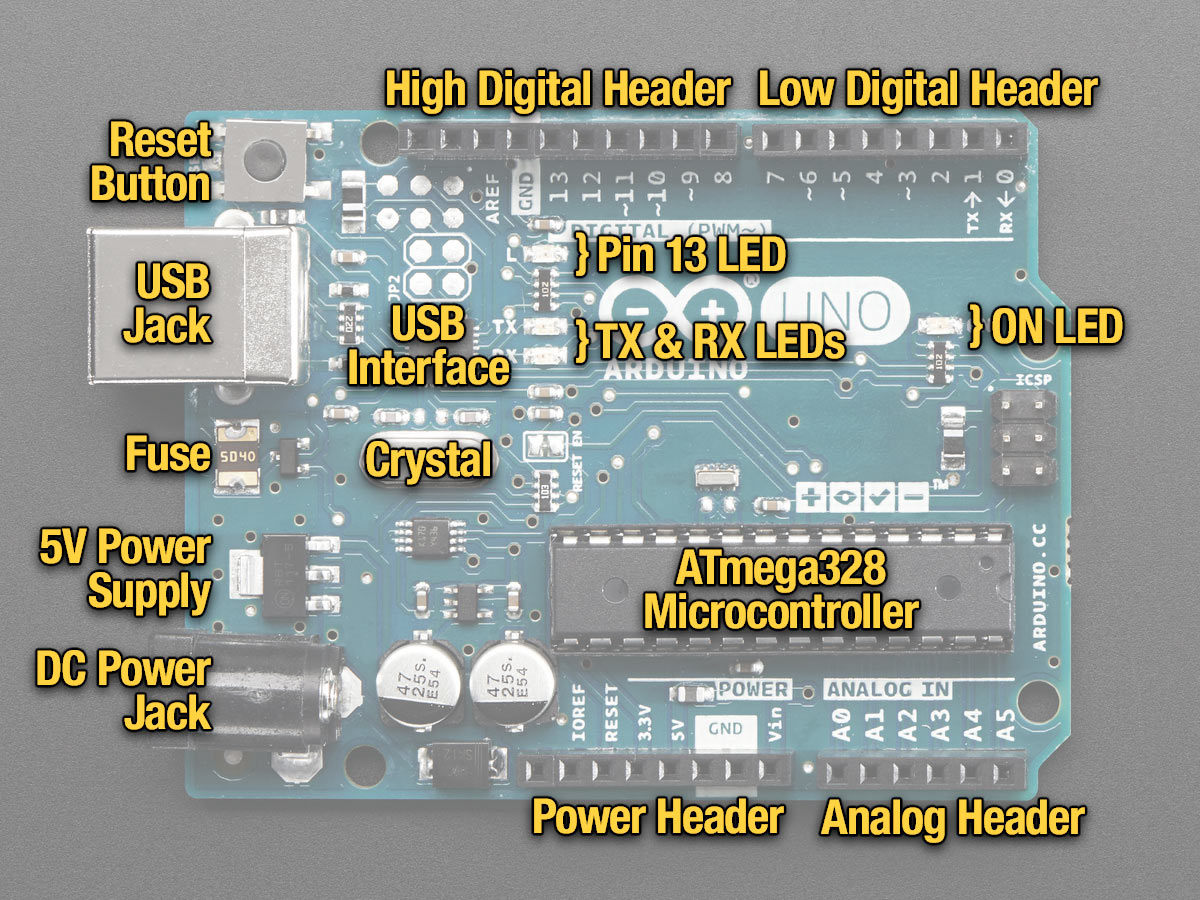 High Digital Header
Low Digital Header
Reset
Button
AREF
GND
13
12
~11
~10
~9
8
7
~6
~5
4
~3
2
TX→1
RX←0
DIGITAL (PWM~)
L
} Pin 13 LED
USB
Jack
102
UNO
220
USB
Interface
TX
RX
} TX & RX LEDs
} ON LED
ARDUINO
102
ICSP
Fuse
5D40
Crystal
RESET EN
103
5V Power
Supply
ATmega328
Microcontroller
ARDUINO.CC
DC Power
Jack
47
25s.
E54
47
25s.
E54
POWER
ANALOG IN
IOREF
RESET
3.3V
5V
GND
Vin
A0
A1
A2
A3
A4
A5
Power Header
Analog Header